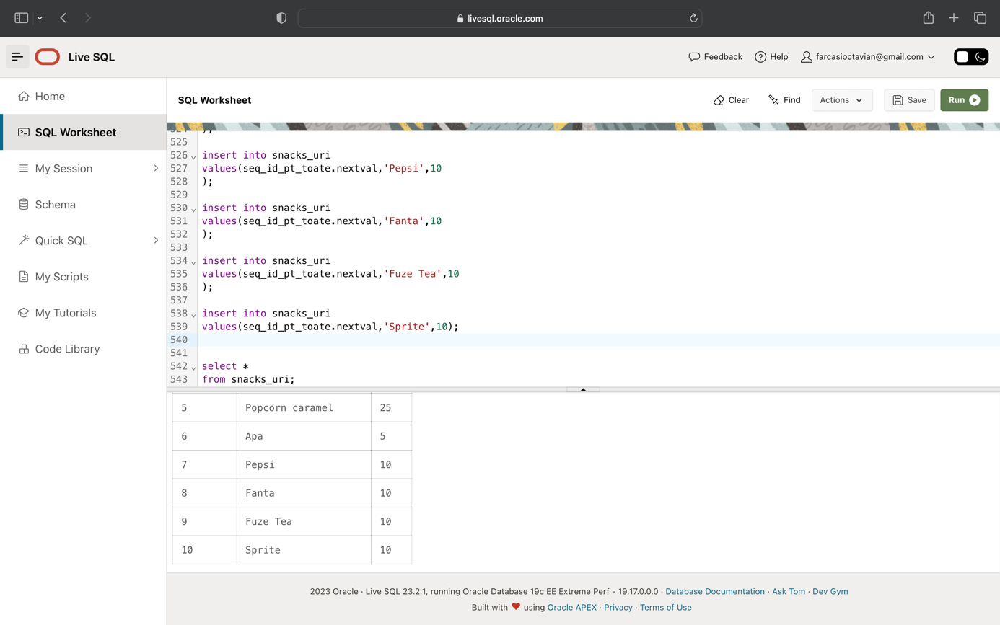 livesql.oracle.com
Live SQL
Feedback
Help
farcasioctavian@gmail.com
Home
SQL Worksheet
My Session
Schema
Quick SQL
My Scripts
My Tutorials
Code Library
SQL Worksheet
Clear
Find
Actions
Save
Run
525
526 insert into snacks_uri
527 values(seq_id_pt_toate.nextval,'Pepsi',10
528 );
529
530 insert into snacks_uri
531 values(seq_id_pt_toate.nextval,'Fanta',10
532 );
533
534 insert into snacks_uri
535 values(seq_id_pt_toate.nextval,'Fuze Tea',10
536 );
537
538 insert into snacks_uri
539 values(seq_id_pt_toate.nextval,'Sprite',10);
540
541
542 select *
543 from snacks_uri;
5 Popcorn caramel 25
6 Apa 5
7 Pepsi 10
8 Fanta 10
9 Fuze Tea 10
10 Sprite 10
2023 Oracle · Live SQL 23.2.1, running Oracle Database 19c EE Extreme Perf - 19.17.0.0.0 · Database Documentation · Ask Tom · Dev Gym
Built with ❤ using Oracle APEX · Privacy · Terms of Use